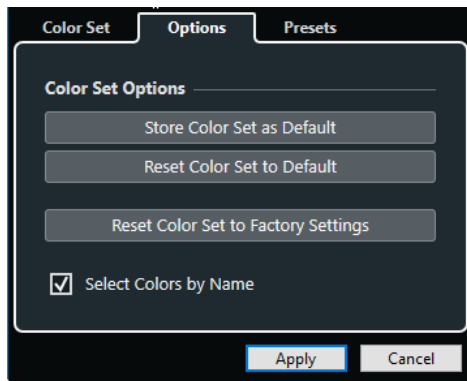 Color Set Options Presets
Color Set Options
Store Color Set as Default
Reset Color Set to Default
Reset Color Set to Factory Settings
Select Colors by Name
Apply Cancel